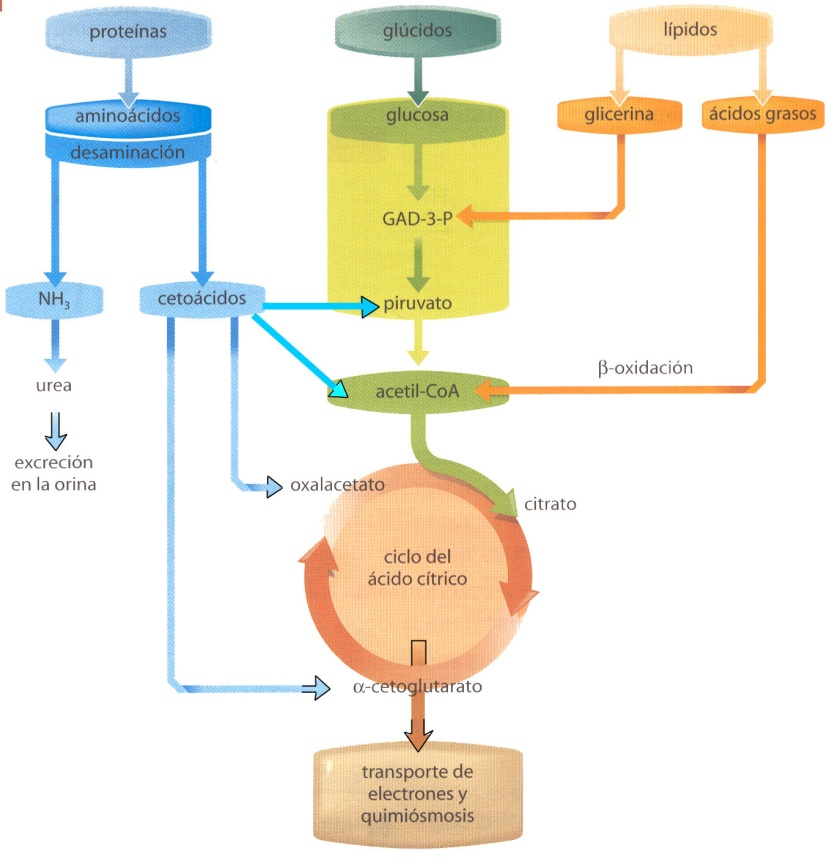 proteínas
glúcidos
lípidos
aminoácidos
glucosa
glicerina
ácidos grasos
desaminación
GAD-3-P
NH₃
cetoácidos
piruvato
β-oxidación
urea
acetil-CoA
excreción
en la orina
oxalacetato
citrato
ciclo del
ácido cítrico
α-cetoglutarato
transporte de
electrones y
quimiósmosis